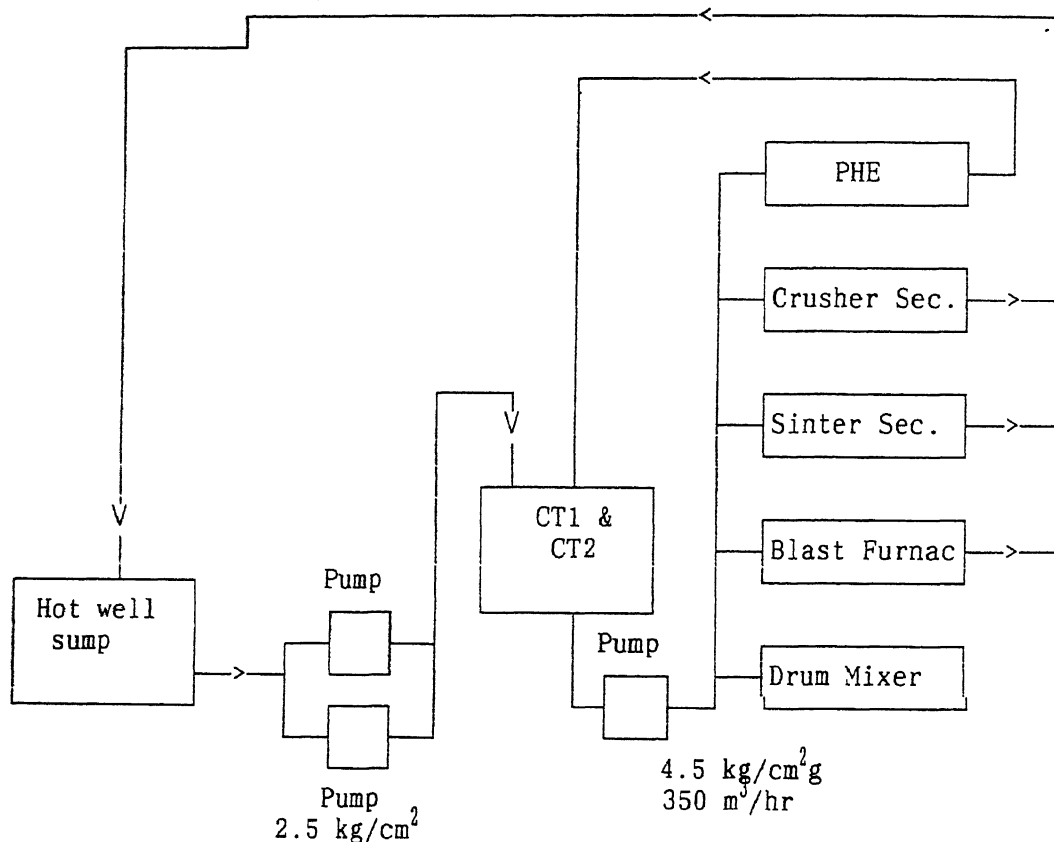 PHE
Crusher Sec.
Sinter Sec.
CT1 &
CT2
Blast Furnac
Pump
Hot well
sump
Pump
Drum Mixer
4.5 kg/cm²g
350 m³/hr
Pump
2.5 kg/cm²